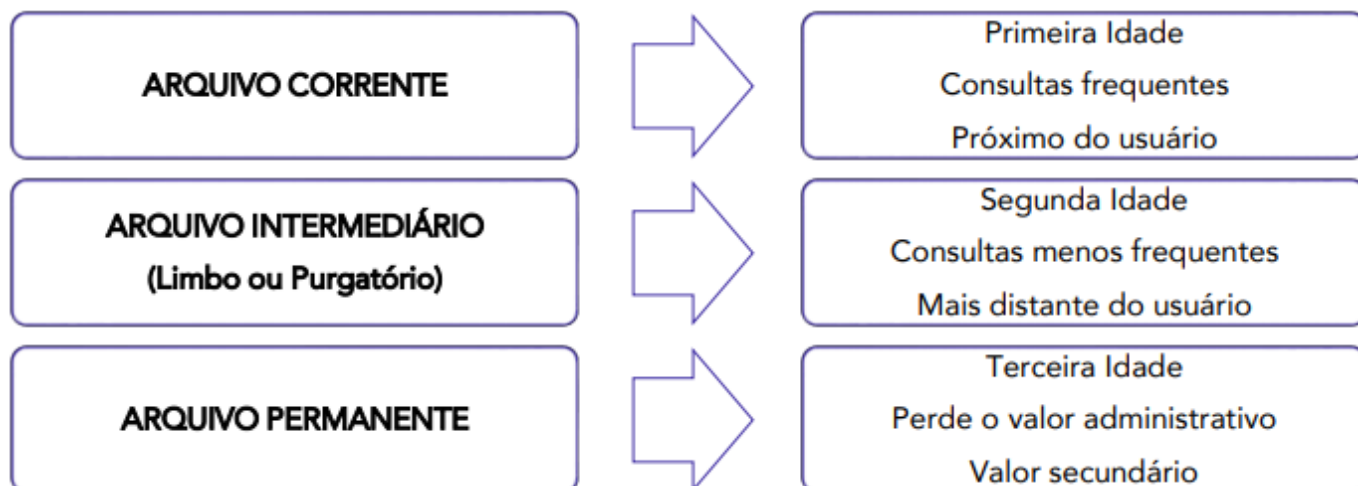 ARQUIVO CORRENTE
Primeira Idade
Consultas frequentes
Próximo do usuário
ARQUIVO INTERMEDIÁRIO
(Limbo ou Purgatório)
Segunda Idade
Consultas menos frequentes
Mais distante do usuário
ARQUIVO PERMANENTE
Terceira Idade
Perde o valor administrativo
Valor secundário